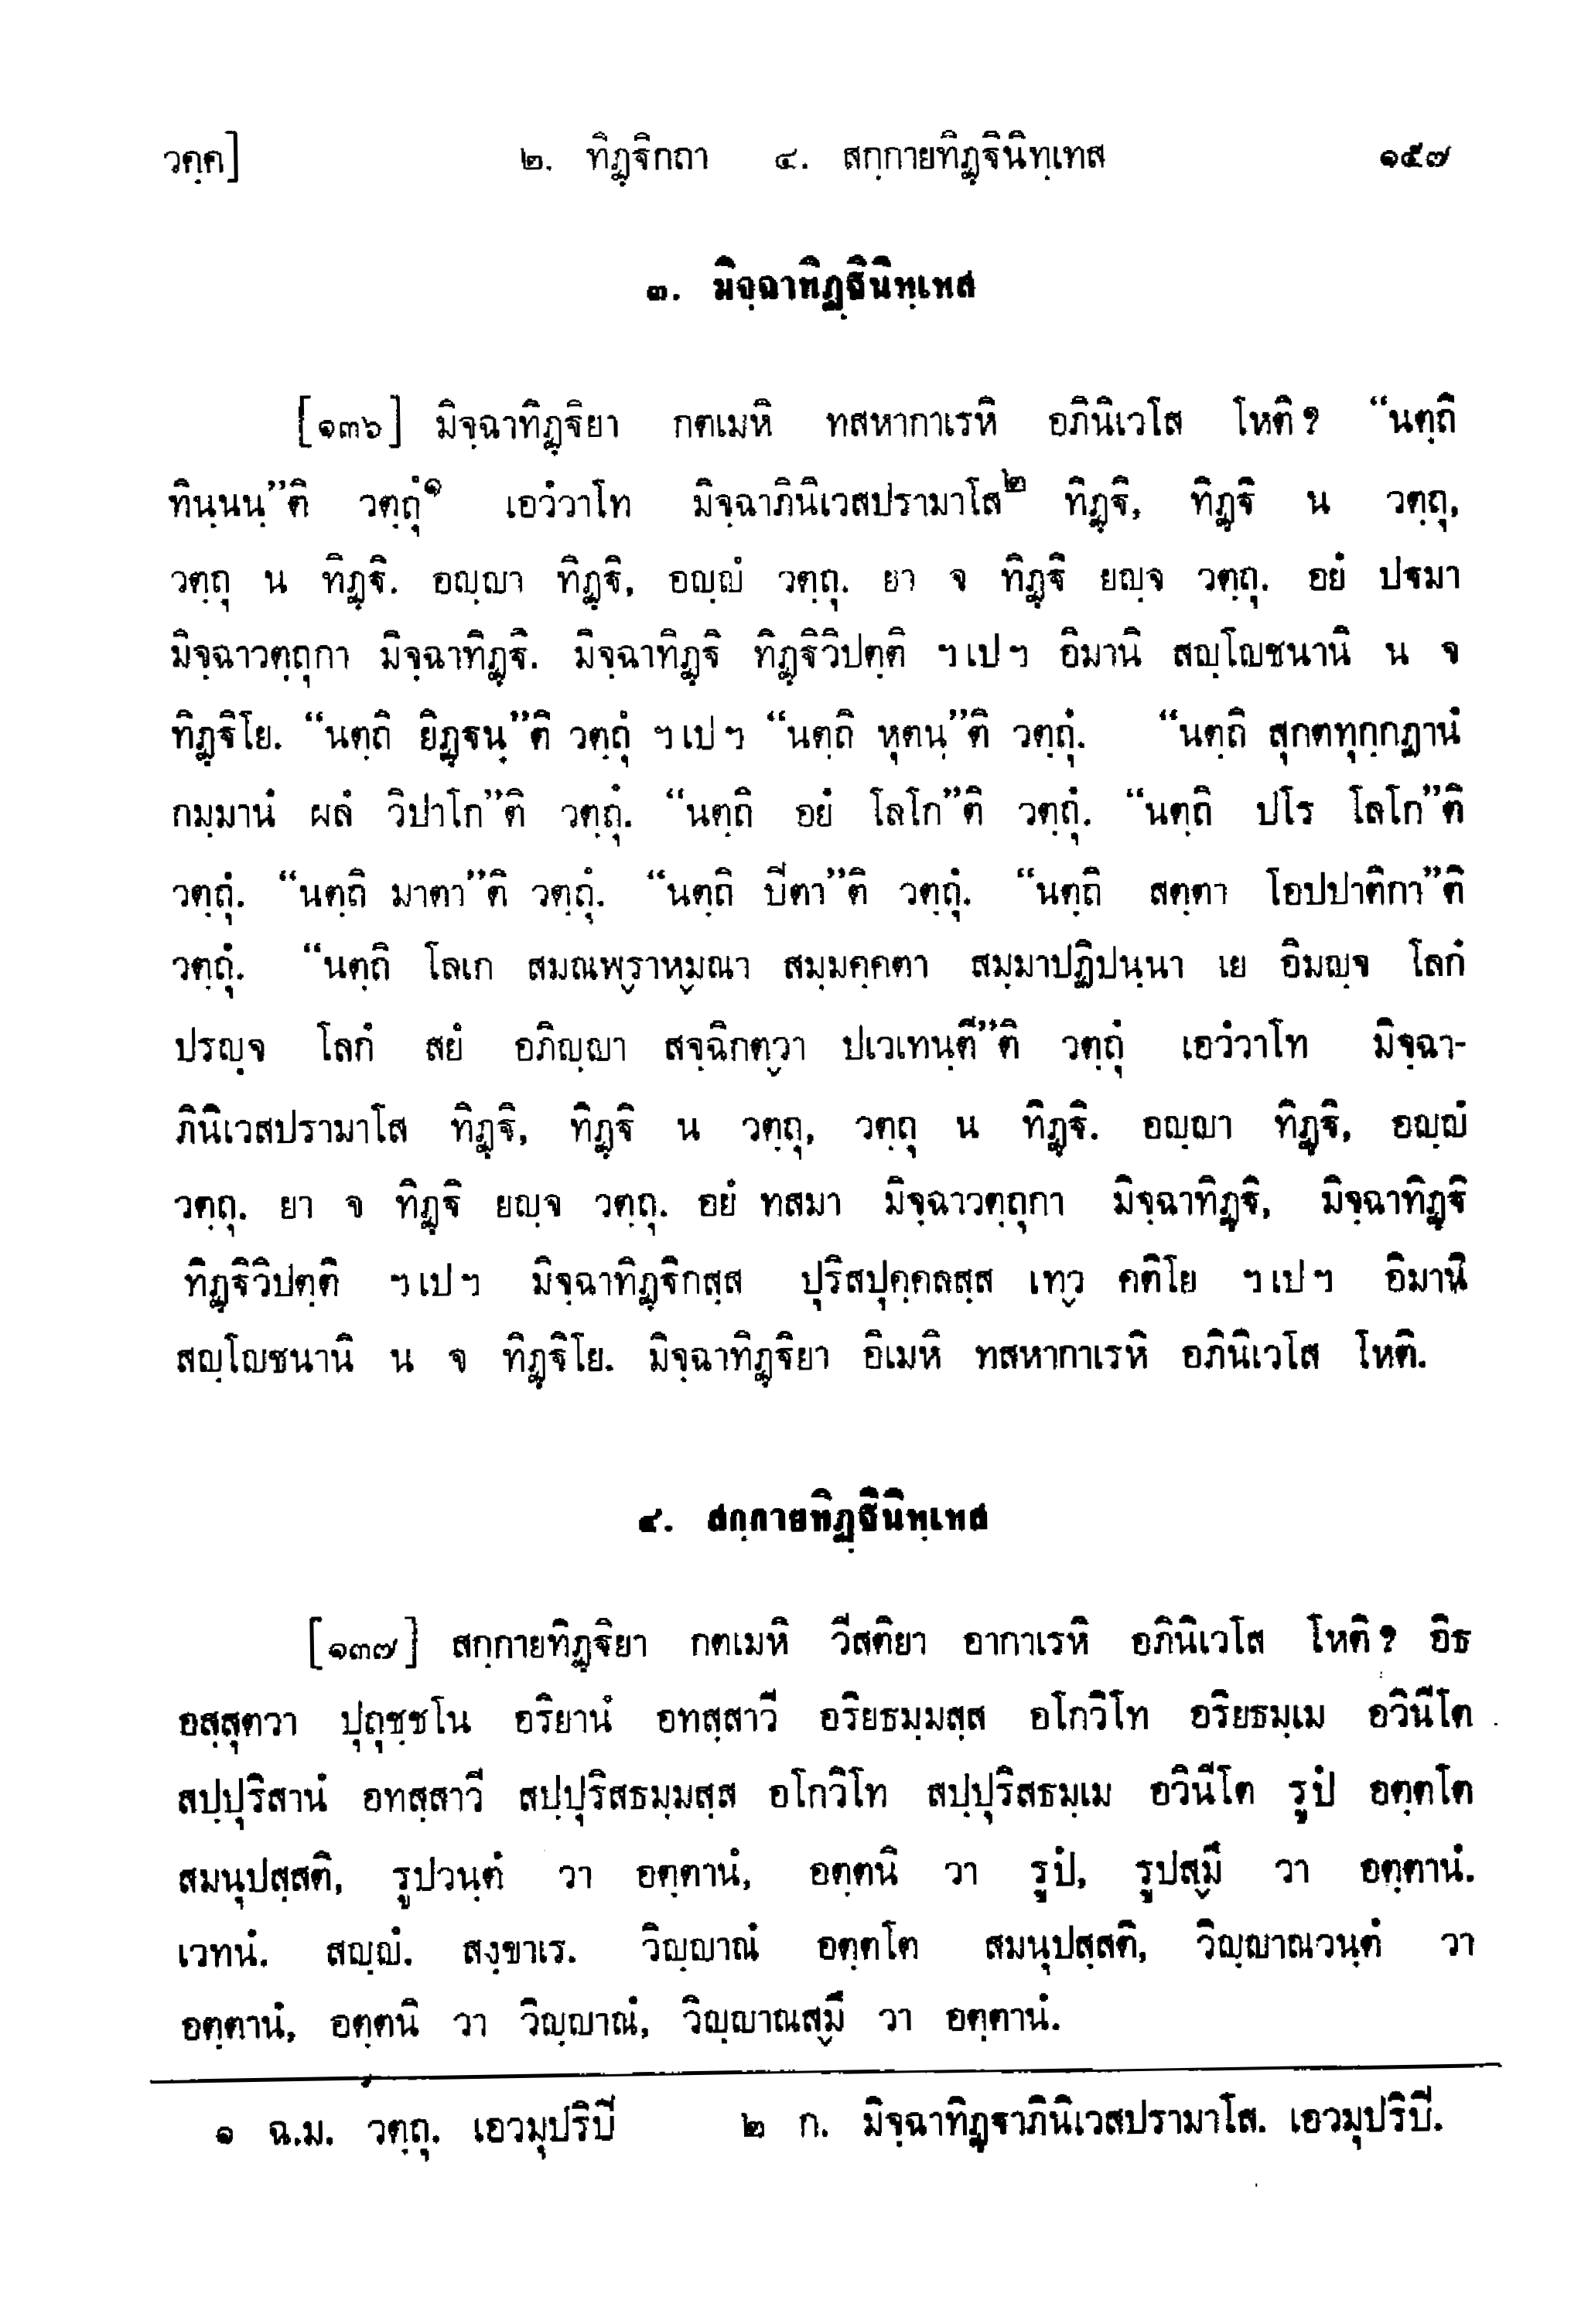 วคฺค] ๒. ทิฏฺฐิกถา ๔. สกฺกายทิฏฺฐินิทฺเทส ๑๕๗
๓. มิจฺฉาทิฏฺฐินิทฺเทส
[๑๓๖] มิจฺฉาทิฏฺฐิยา กตเมหิ ทสหากาเรหิ อภินิเวโส โหติ? “นตฺถิ
ทินฺนนฺ”ติ วตฺถุํ๑ เอวํวาโท มิจฺฉาภินิเวสปรามาโส๒ ทิฏฺฐิ, ทิฏฺฐิ น วตฺถุ,
วตฺถุ น ทิฏฺฐิ. อญฺญา ทิฏฺฐิ, อญฺญํ วตฺถุ. ยา จ ทิฏฺฐิ ยญฺจ วตฺถุ. อยํ ปฐมา
มิจฺฉาวตฺถุกา มิจฺฉาทิฏฺฐิ. มิจฺฉาทิฏฺฐิ ทิฏฺฐิวิปตฺติ ฯเปฯ อิมานิ สญฺโญชนานิ น จ
ทิฏฺฐิโย. “นตฺถิ ยิฏฺฐนฺ”ติ วตฺถุํ ฯเปฯ “นตฺถิ หุตนฺ”ติ วตฺถุํ. “นตฺถิ สุกตทุกฺกฏานํ
กมฺมานํ ผลํ วิปาโก”ติ วตฺถุํ. “นตฺถิ อยํ โลโก”ติ วตฺถุํ. “นตฺถิ ปโร โลโก”ติ
วตฺถุํ. “นตฺถิ มาตา”ติ วตฺถุํ. “นตฺถิ ปิตา”ติ วตฺถุํ. “นตฺถิ สตฺตา โอปปาติกา”ติ
วตฺถุํ. “นตฺถิ โลเก สมณพฺราหฺมณา สมฺมคฺคตา สมฺมาปฏิปนฺนา เย อิมญฺจ โลกํ
ปรญฺจ โลกํ สยํ อภิญฺญา สจฺฉิกตฺวา ปเวเทนฺตี”ติ วตฺถุํ เอวํวาโท มิจฺฉา-
ภินิเวสปรามาโส ทิฏฺฐิ, ทิฏฺฐิ น วตฺถุ, วตฺถุ น ทิฏฺฐิ. อญฺญา ทิฏฺฐิ, อญฺญํ
วตฺถุ. ยา จ ทิฏฺฐิ ยญฺจ วตฺถุ. อยํ ทสมา มิจฺฉาวตฺถุกา มิจฺฉาทิฏฺฐิ, มิจฺฉาทิฏฺฐิ
ทิฏฺฐิวิปตฺติ ฯเปฯ มิจฺฉาทิฏฺฐิกสฺส ปุริสปุคฺคลสฺส เทฺว คติโย ฯเปฯ อิมานิ
สญฺโญชนานิ น จ ทิฏฺฐิโย. มิจฺฉาทิฏฺฐิยา อิเมหิ ทสหากาเรหิ อภินิเวโส โหติ.
๔. สกฺกายทิฏฺฐินิทฺเทส
[๑๓๗] สกฺกายทิฏฺฐิยา กตเมหิ วีสติยา อากาเรหิ อภินิเวโส โหติ? อิธ
อสฺสุตวา ปุถุชฺชโน อริยานํ อทสฺสาวี อริยธมฺมสฺส อโกวิโท อริยธมฺเม อวินีโต
สปฺปุริสานํ อทสฺสาวี สปฺปุริสธมฺมสฺส อโกวิโท สปฺปุริสธมฺเม อวินีโต รูปํ อตฺตโต
สมนุปสฺสติ, รูปวนฺตํ วา อตฺตานํ, อตฺตนิ วา รูปํ, รูปสฺมึ วา อตฺตานํ.
เวทนํ. สญฺญํ. สงฺขาเร. วิญฺญาณํ อตฺตโต สมนุปสฺสติ, วิญฺญาณวนฺตํ วา
อตฺตานํ, อตฺตนิ วา วิญฺญาณํ, วิญฺญาณสฺมึ วา อตฺตานํ.
๑ ฉ.ม. วตฺถุ. เอวมุปริปิ ๒ ก. มิจฺฉาทิฏฺฐาภินิเวสปรามาโส. เอวมุปริปิ.